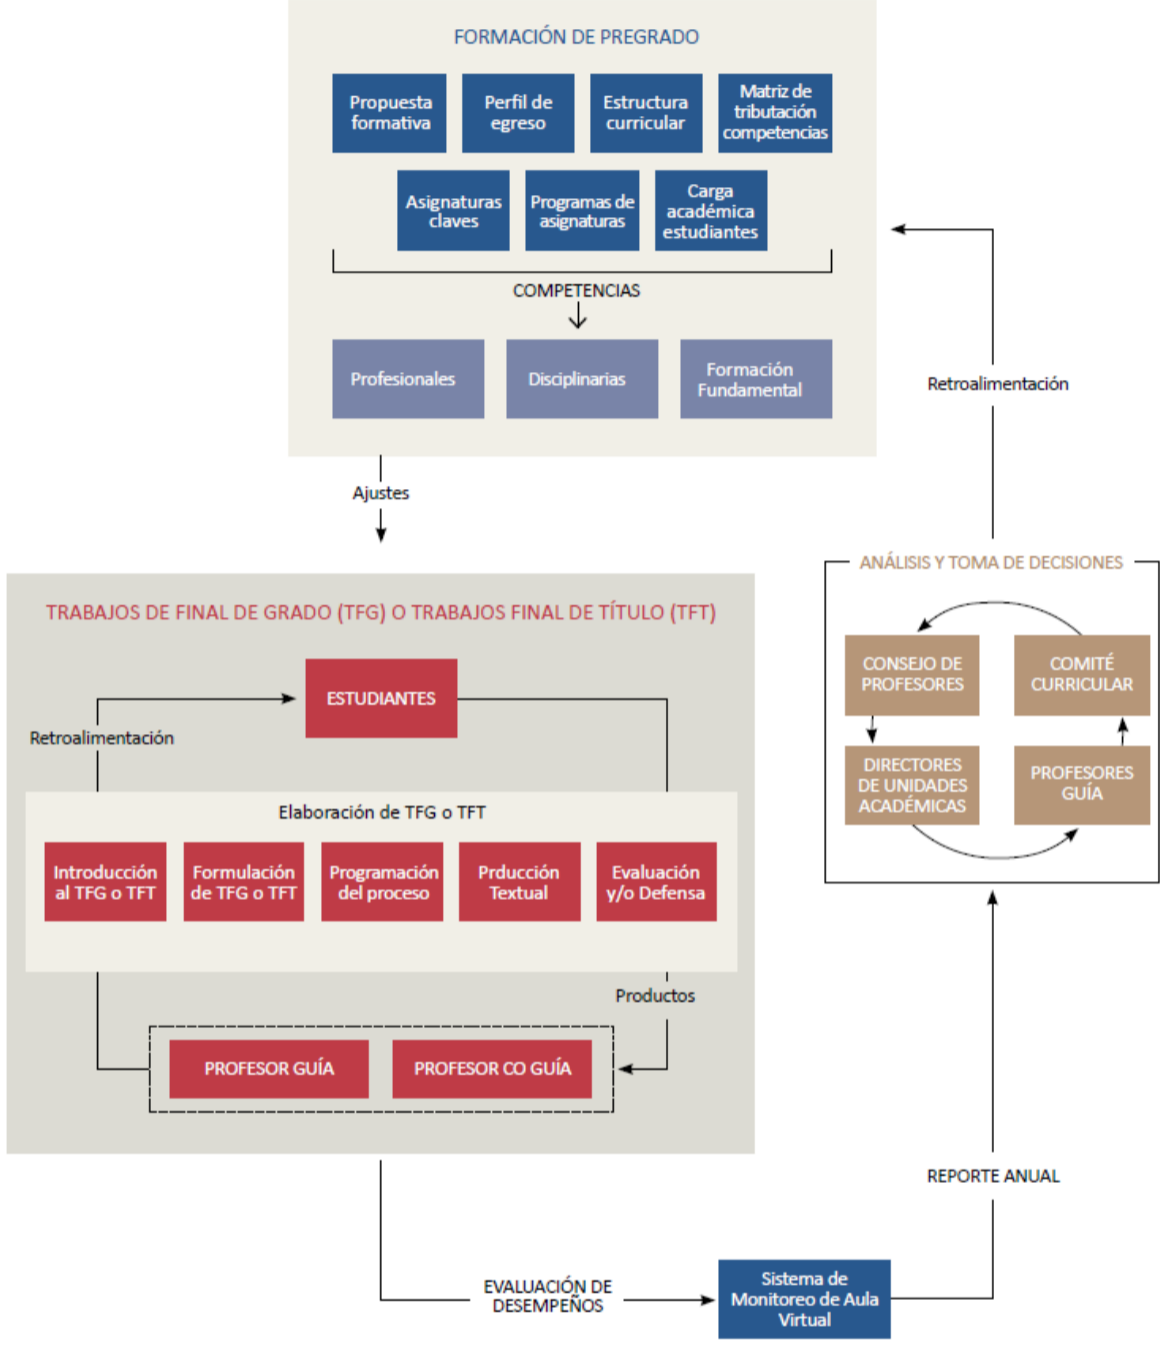 FORMACIÓN DE PREGRADO
Propuesta
formativa
Perfil de
egreso
Estructura
curricular
Matriz de
tributación
competencias
Asignaturas
claves
Programas de
asignaturas
Carga
académica
estudiantes
COMPETENCIAS
Profesionales
Disciplinarias
Formación
Fundamental
Retroalimentación
Ajustes
ANÁLISIS Y TOMA DE DECISIONES
CONSEJO DE
PROFESORES
COMITÉ
CURRICULAR
DIRECTORES
DE UNIDADES
ACADÉMICAS
PROFESORES
GUÍA
TRABAJOS DE FINAL DE GRADO (TFG) O TRABAJOS FINAL DE TÍTULO (TFT)
ESTUDIANTES
Retroalimentación
Elaboración de TFG o TFT
Introducción
al TFG o TFT
Formulación
de TFG o TFT
Programación
del proceso
Prducción
Textual
Evaluación
y/o Defensa
Productos
PROFESOR GUÍA
PROFESOR CO GUÍA
REPORTE ANUAL
EVALUACIÓN DE
DESEMPEÑOS
Sistema de
Monitoreo de Aula
Virtual